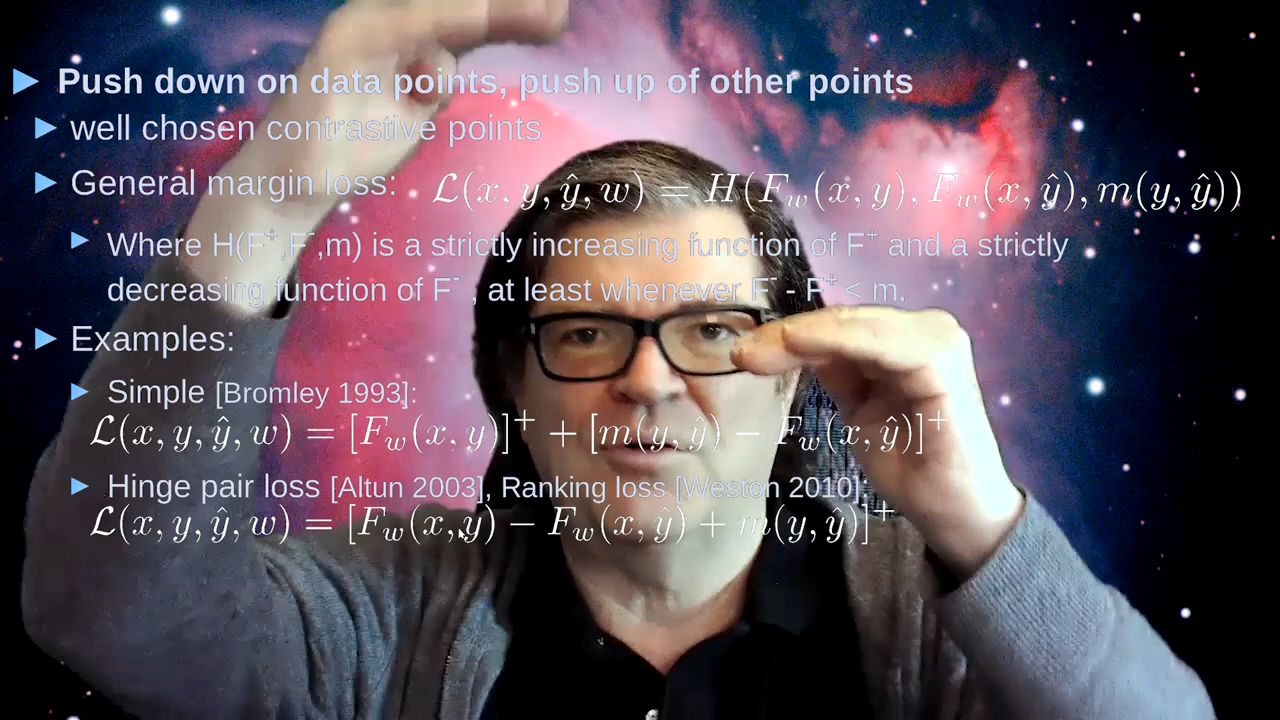 Push down on data points, push up of other points
well chosen contrastive points
General margin loss: ℒ(x, y, ŷ, w) = H(F_w(x, y), F_w(x, ŷ), m(y, ŷ))
Where H(F⁺,F⁻,m) is a strictly increasing function of F⁺ and a strictly
decreasing function of F⁻ , at least whenever F⁻ - F⁺ < m.
Examples:
Simple [Bromley 1993]:
ℒ(x, y, ŷ, w) = [F_w(x, y)]⁺ + [m(y, ŷ) − F_w(x, ŷ)]⁺
Hinge pair loss [Altun 2003], Ranking loss [Weston 2010]:
ℒ(x, y, ŷ, w) = [F_w(x, y) − F_w(x, ŷ) + m(y, ŷ)]⁺